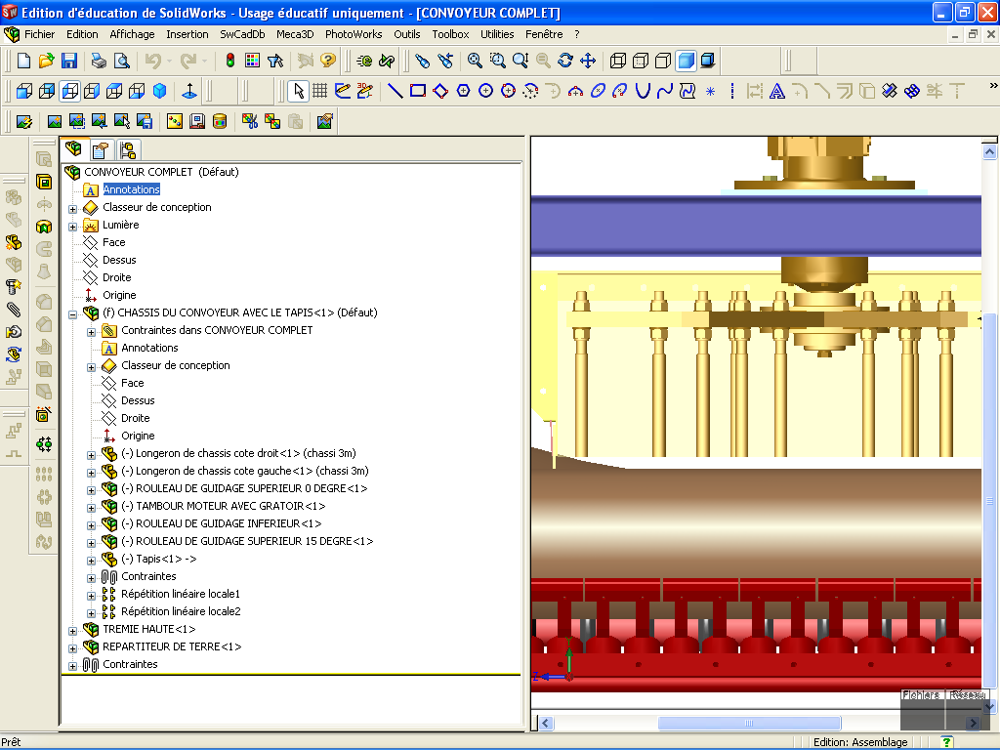 Edition d'éducation de SolidWorks - Usage éducatif uniquement - [CONVOYEUR COMPLET]
Fichier Edition Affichage Insertion SwCadDb Meca3D PhotoWorks Outils Toolbox Utilities Fenêtre ?
CONVOYEUR COMPLET (Défaut)
Annotations
Classeur de conception
Lumière
Face
Dessus
Droite
Origine
(f) CHASSIS DU CONVOYEUR AVEC LE TAPIS<1> (Défaut)
Contraintes dans CONVOYEUR COMPLET
Annotations
Classeur de conception
Face
Dessus
Droite
Origine
(-) Longeron de chassis cote droit<1> (chassi 3m)
(-) Longeron de chassis cote gauche<1> (chassi 3m)
(-) ROULEAU DE GUIDAGE SUPERIEUR 0 DEGRE<1>
(-) TAMBOUR MOTEUR AVEC GRATOIR<1>
(-) ROULEAU DE GUIDAGE INFERIEUR<1>
(-) ROULEAU DE GUIDAGE SUPERIEUR 15 DEGRE<1>
(-) Tapis<1> ->
Contraintes
Répétition linéaire locale1
Répétition linéaire locale2
TREMIE HAUTE<1>
REPARTITEUR DE TERRE<1>
Contraintes
Z
Fichiers Réseau
Prêt
Edition: Assemblage